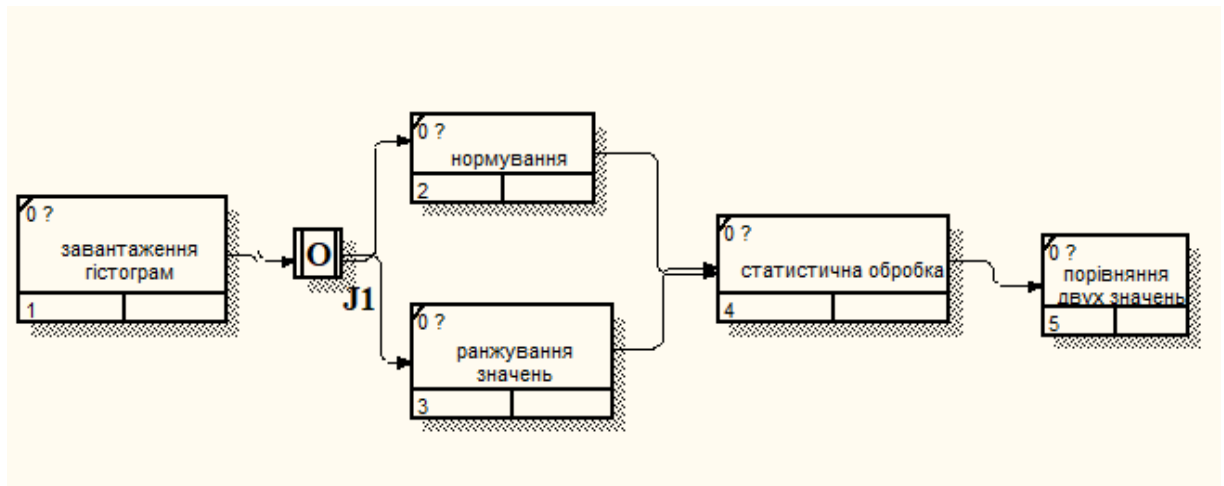 0 ?
завантаження
гістограм
1
O
J1
0 ?
нормування
2
0 ?
ранжування
значень
3
0 ?
статистична обробка
4
0 ?
порівняння
двух значень
5